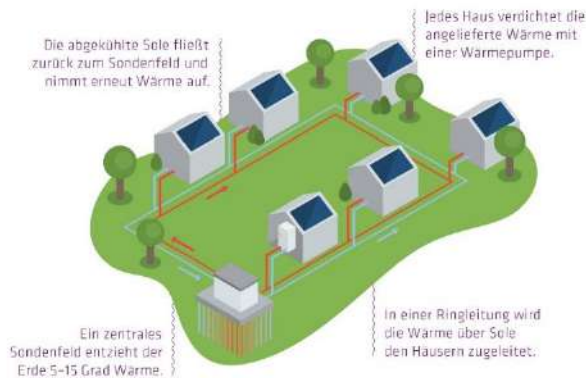 Die abgekühlte Sole fließt
zurück zum Sondenfeld und
nimmt erneut Wärme auf.
Jedes Haus verdichtet die
angelieferte Wärme mit
einer Wärmepumpe.
Ein zentrales
Sondenfeld entzieht der
Erde 5–15 Grad Wärme.
In einer Ringleitung wird
die Wärme über Sole
den Häusern zugeleitet.